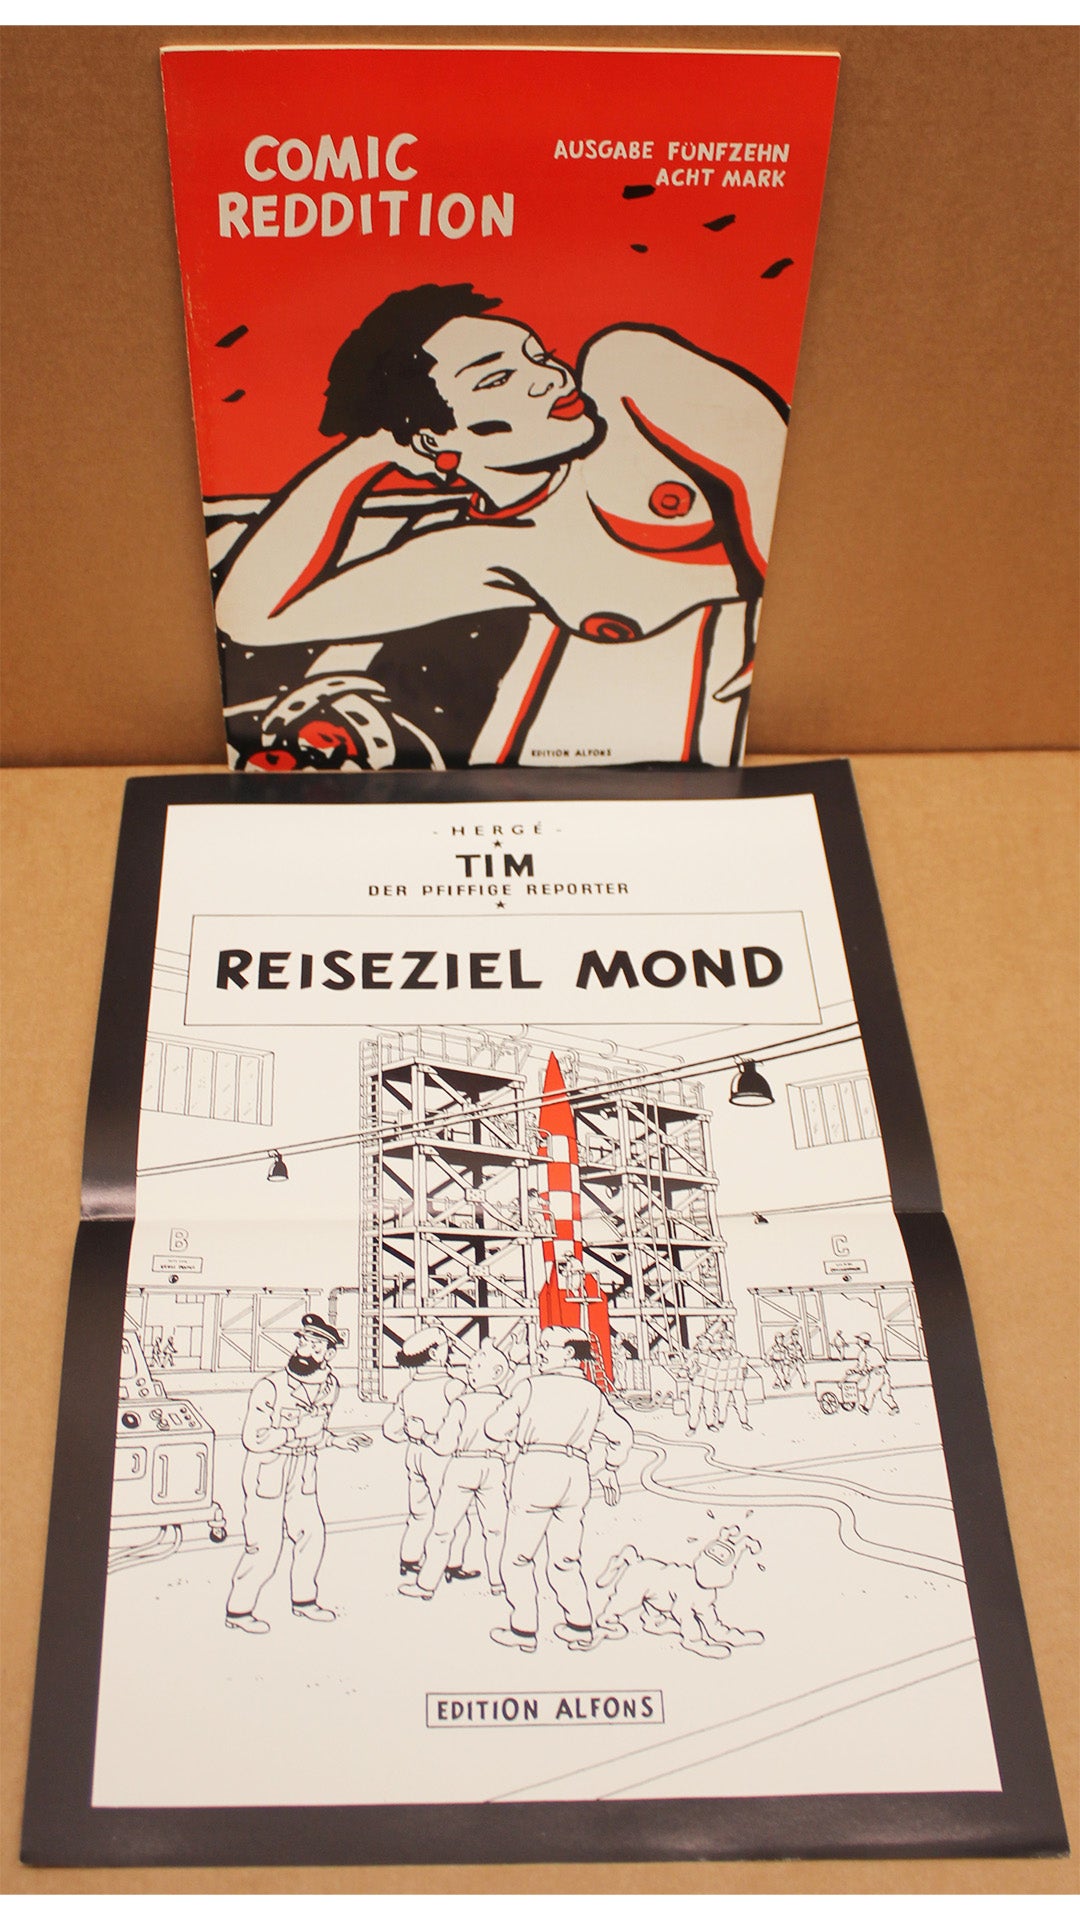 COMIC
REDDITION
AUSGABE FÜNFZEHN
ACHT MARK
EDITION ALFONS
- HERGÉ -
TIM
DER PFIFFIGE REPORTER
REISEZIEL MOND
B
C
EDITION ALFONS